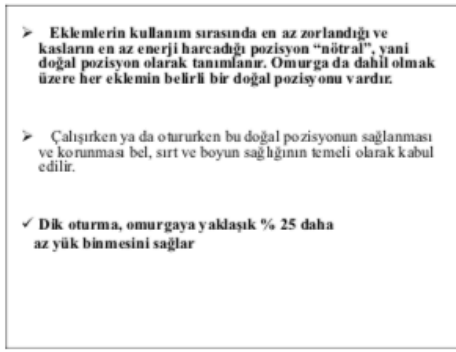 ➢ Eklemlerin kullanım sırasında en az zorlandığı ve
kasların en az enerji harcadığı pozisyon “nötral”, yani
doğal pozisyon olarak tanımlanır. Omurga da dahil olmak
üzere her eklemin belirli bir doğal pozisyonu vardır.
➢ Çalışırken ya da otururken bu doğal pozisyonun sağlanması
ve korunması bel, sırt ve boyun sağlığının temeli olarak kabul
edilir.
✓ Dik oturma, omurgaya yaklaşık % 25 daha
az yük binmesini sağlar